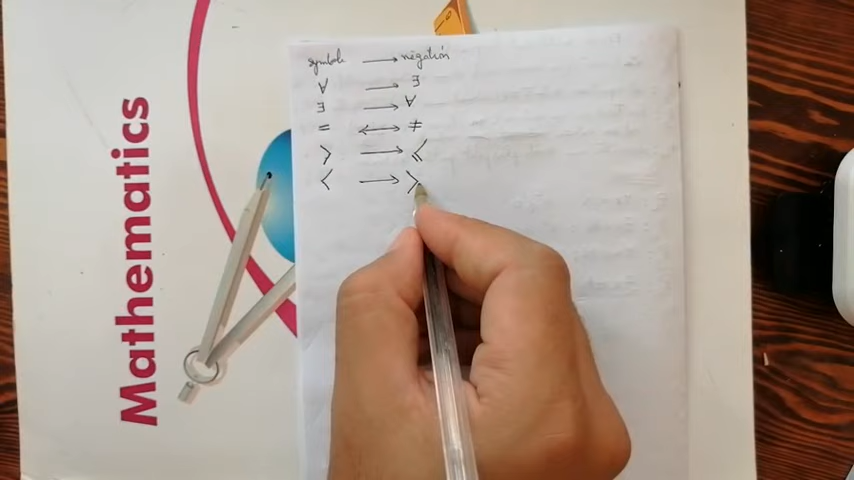 symbole → négation
∀ → ∃
∃ → ∀
= ↔ ≠
> → ≤
< → ≥
Mathematics